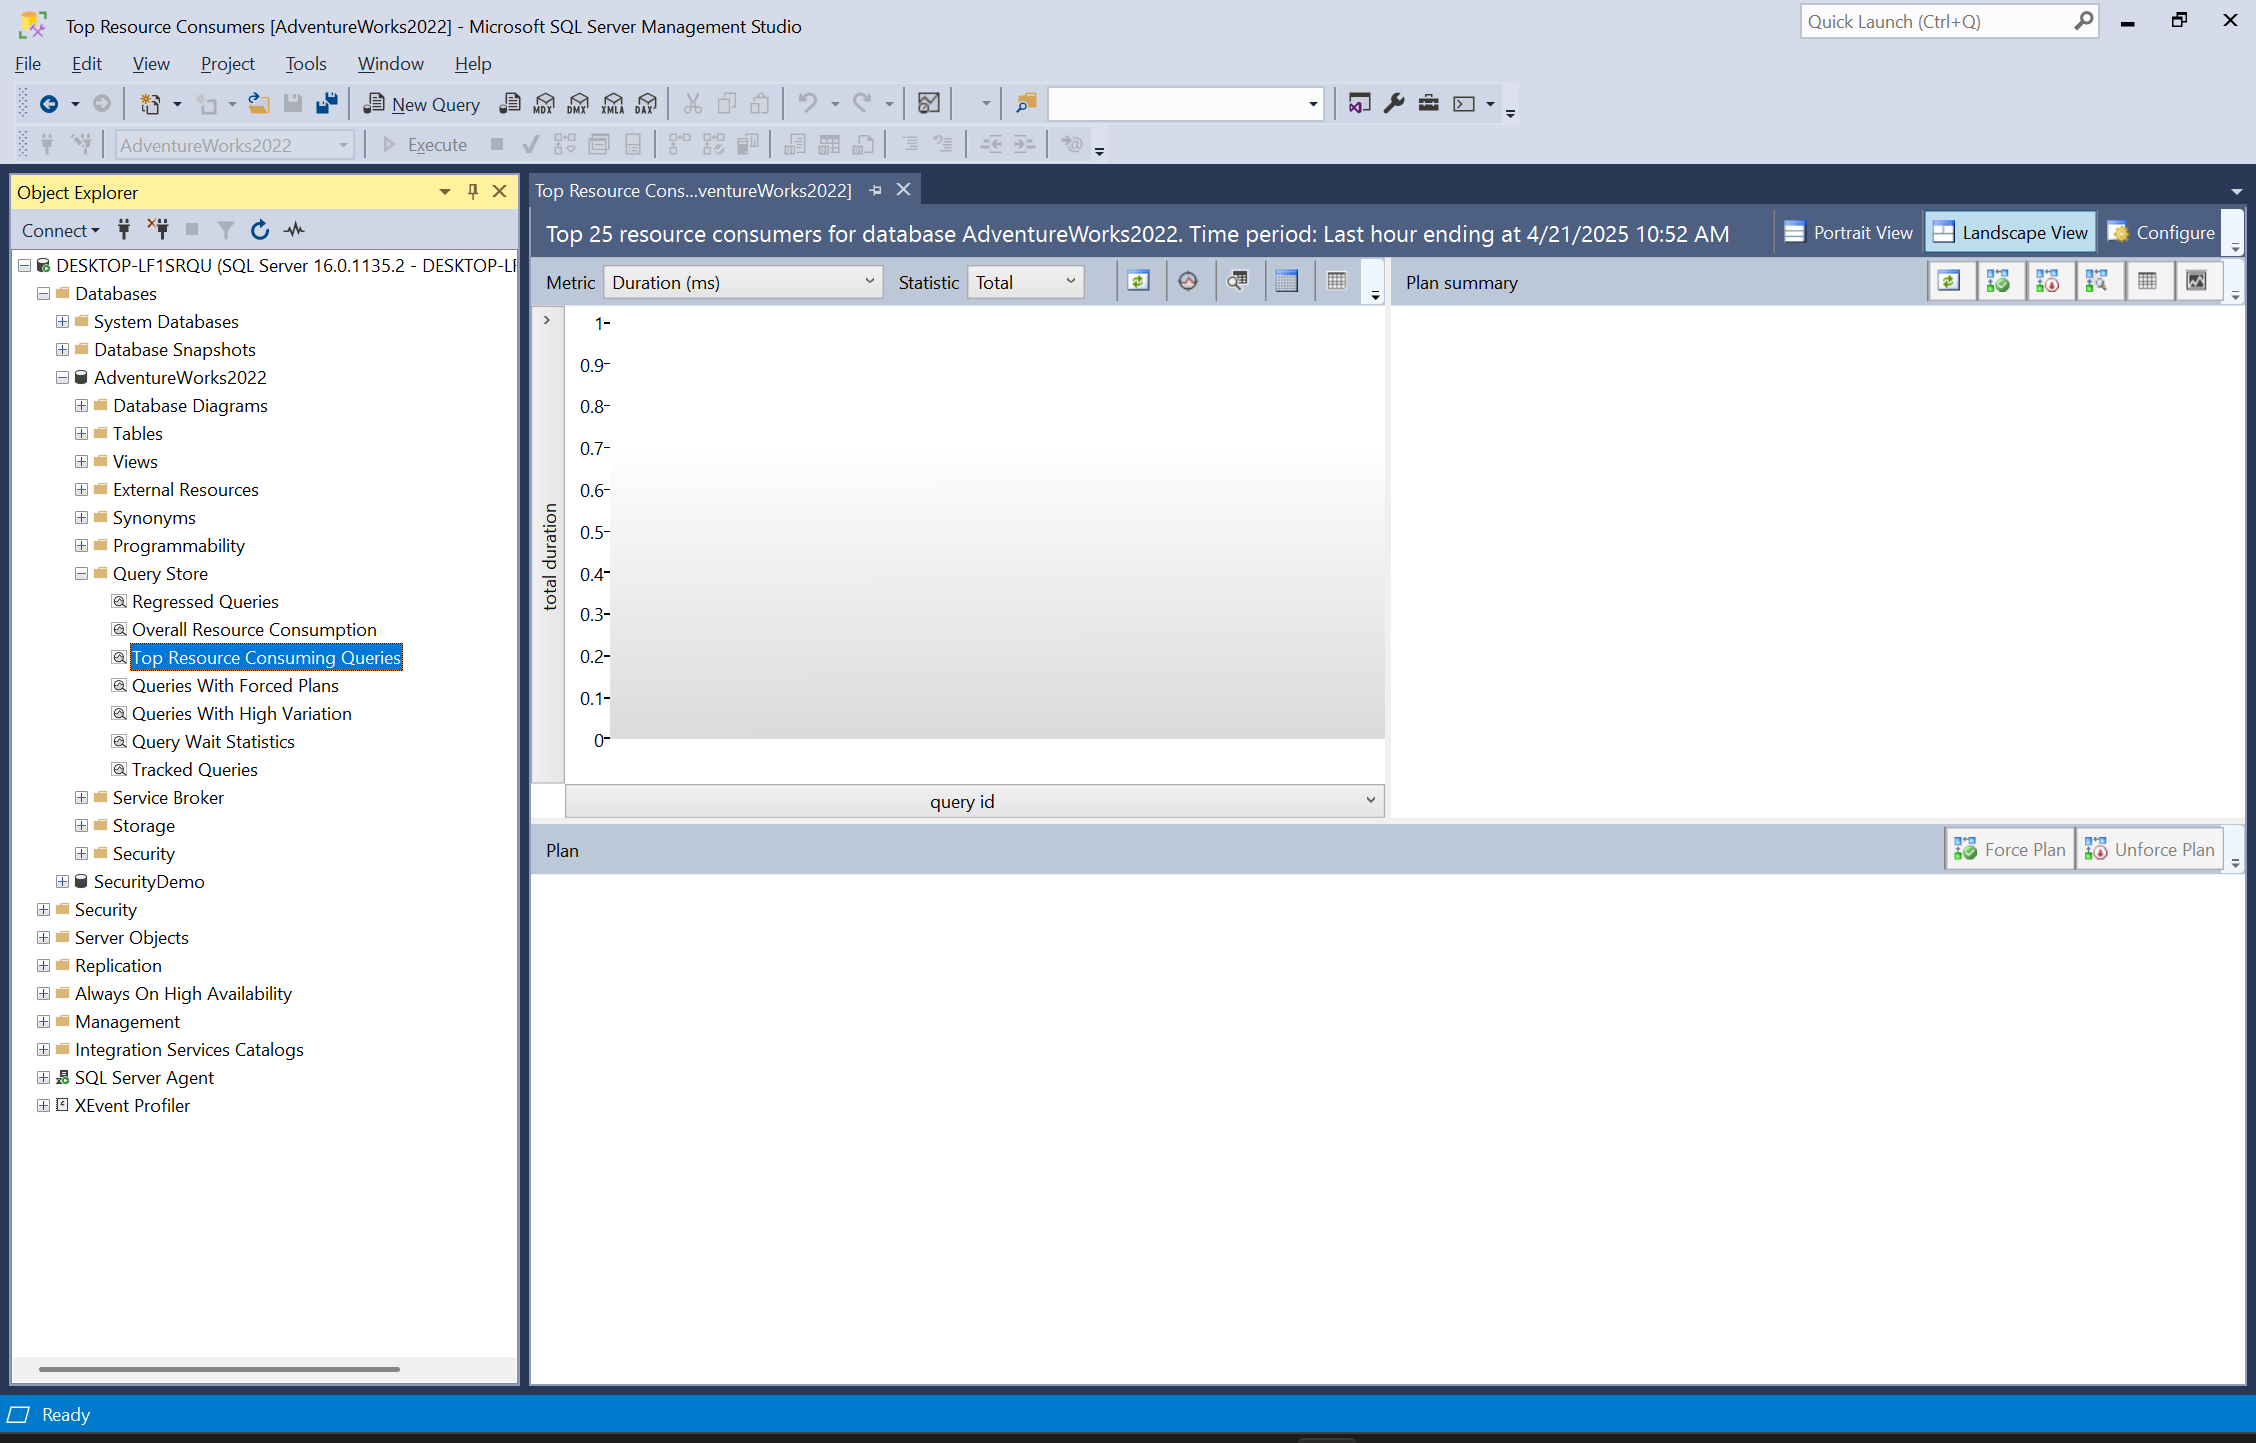 Top Resource Consumers [AdventureWorks2022] - Microsoft SQL Server Management Studio
Quick Launch (Ctrl+Q)
File Edit View Project Tools Window Help
New Query MDX DMX XMLA DAX
AdventureWorks2022 Execute
Object Explorer
Connect
DESKTOP-LF1SRQU (SQL Server 16.0.1135.2 - DESKTOP-LF
Databases
System Databases
Database Snapshots
AdventureWorks2022
Database Diagrams
Tables
Views
External Resources
Synonyms
Programmability
Query Store
Regressed Queries
Overall Resource Consumption
Top Resource Consuming Queries
Queries With Forced Plans
Queries With High Variation
Query Wait Statistics
Tracked Queries
Service Broker
Storage
Security
SecurityDemo
Security
Server Objects
Replication
Always On High Availability
Management
Integration Services Catalogs
SQL Server Agent
XEvent Profiler
Top Resource Cons...ventureWorks2022]
Top 25 resource consumers for database AdventureWorks2022. Time period: Last hour ending at 4/21/2025 10:52 AM
Portrait View Landscape View Configure
Metric Duration (ms) Statistic Total
Plan summary
total duration
1
0.9
0.8
0.7
0.6
0.5
0.4
0.3
0.2
0.1
0
query id
Plan
Force Plan Unforce Plan
Ready